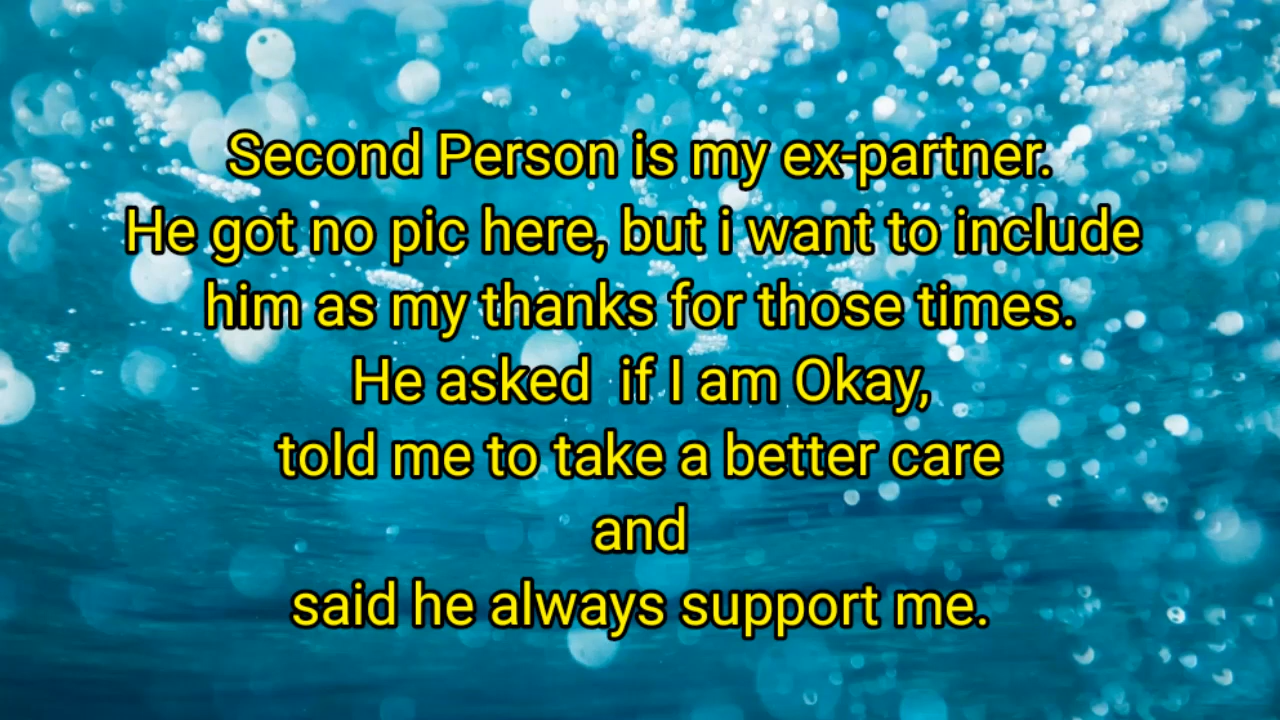 Second Person is my ex-partner.
He got no pic here, but i want to include
him as my thanks for those times.
He asked  if I am Okay,
told me to take a better care
and
said he always support me.